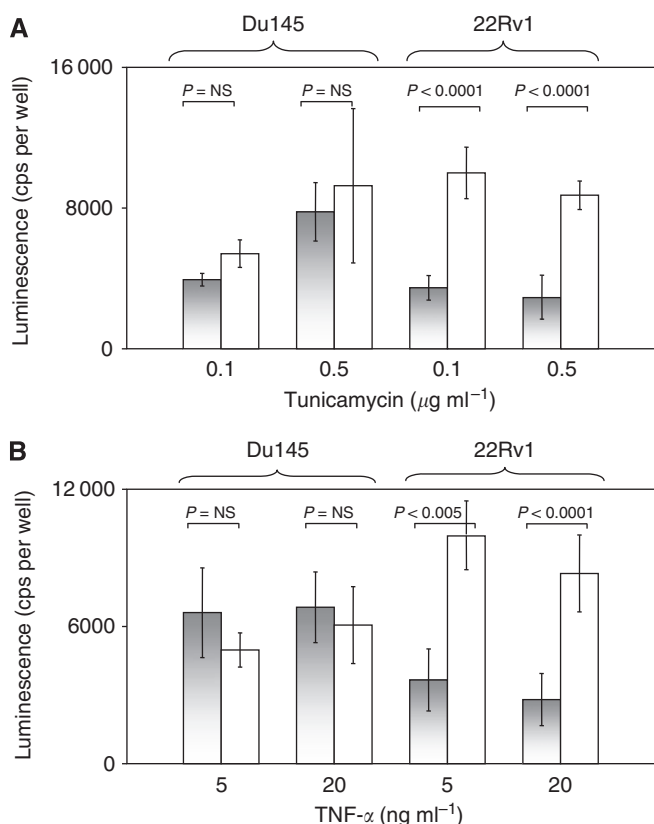 A
Du145 22Rv1
16 000
P = NS P = NS P < 0.0001 P < 0.0001
8000
0
Luminescence (cps per well)
0.1 0.5 0.1 0.5
Tunicamycin (μg ml⁻¹)
B
Du145 22Rv1
12 000
P = NS P = NS P < 0.005 P < 0.0001
6000
0
Luminescence (cps per well)
5 20 5 20
TNF-α (ng ml⁻¹)